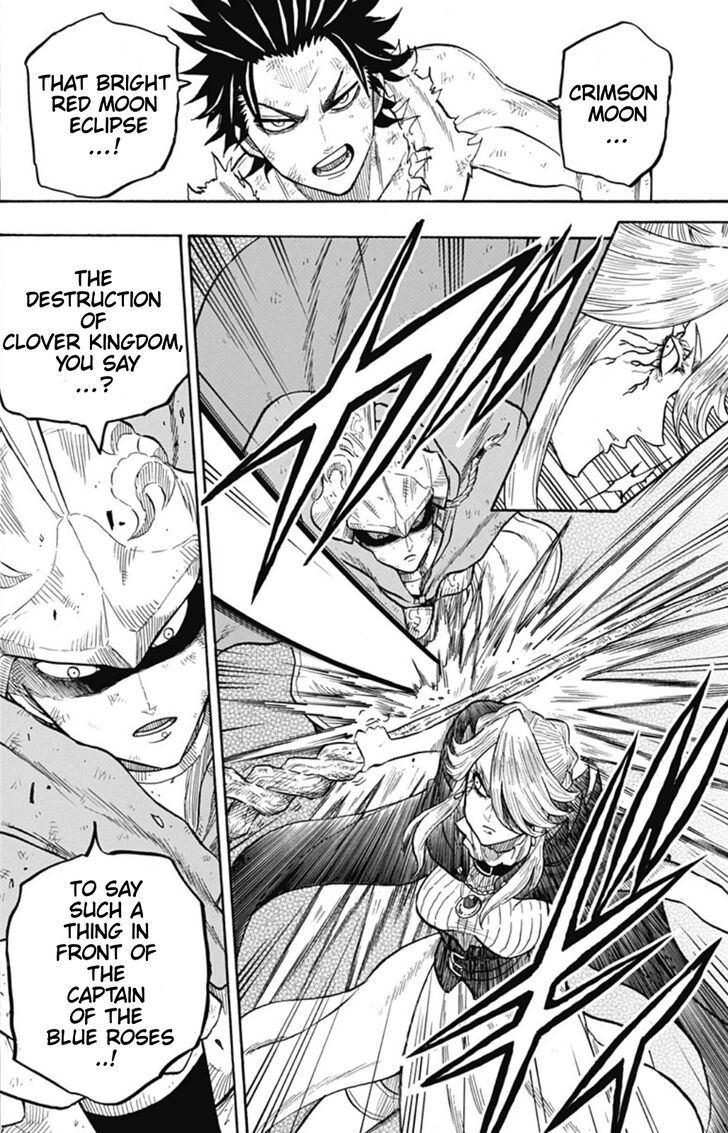 CRIMSON
MOON
...
THAT BRIGHT
RED MOON
ECLIPSE
...!
THE
DESTRUCTION
OF
CLOVER KINGDOM,
YOU SAY
...?
TO SAY
SUCH A
THING IN
FRONT OF
THE
CAPTAIN
OF THE
BLUE ROSES
..!